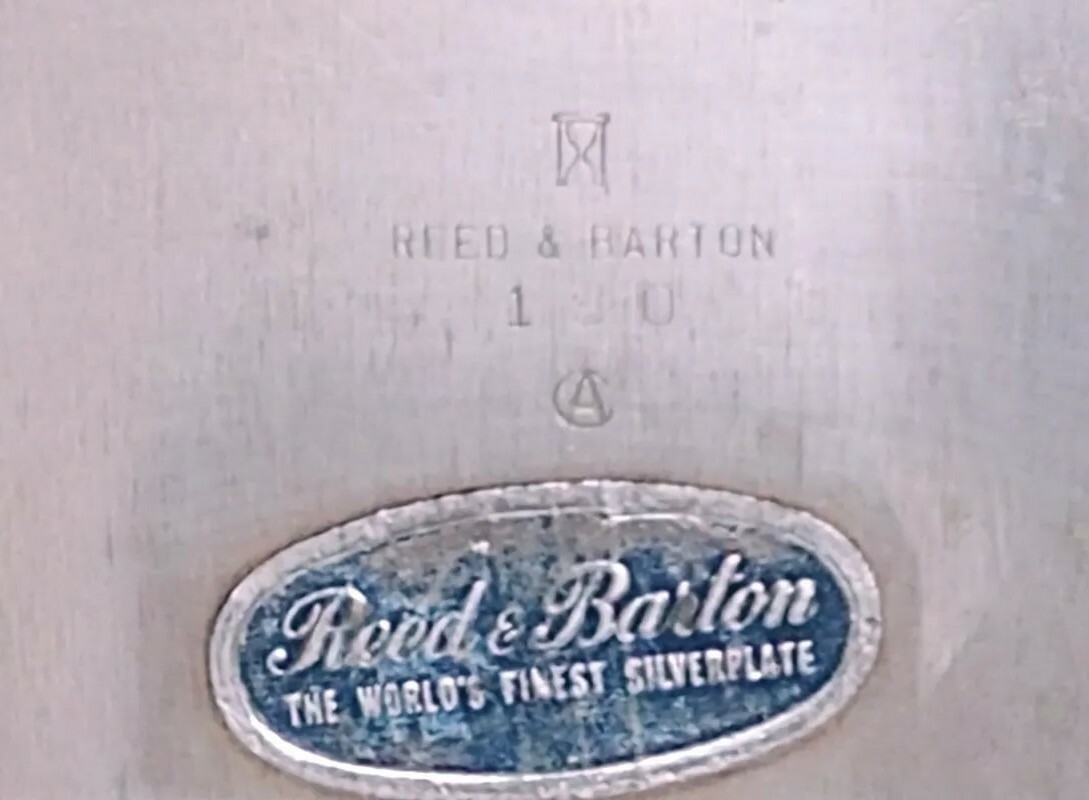 REED & BARTON
Reed & Barton
THE WORLD'S FINEST SILVERPLATE